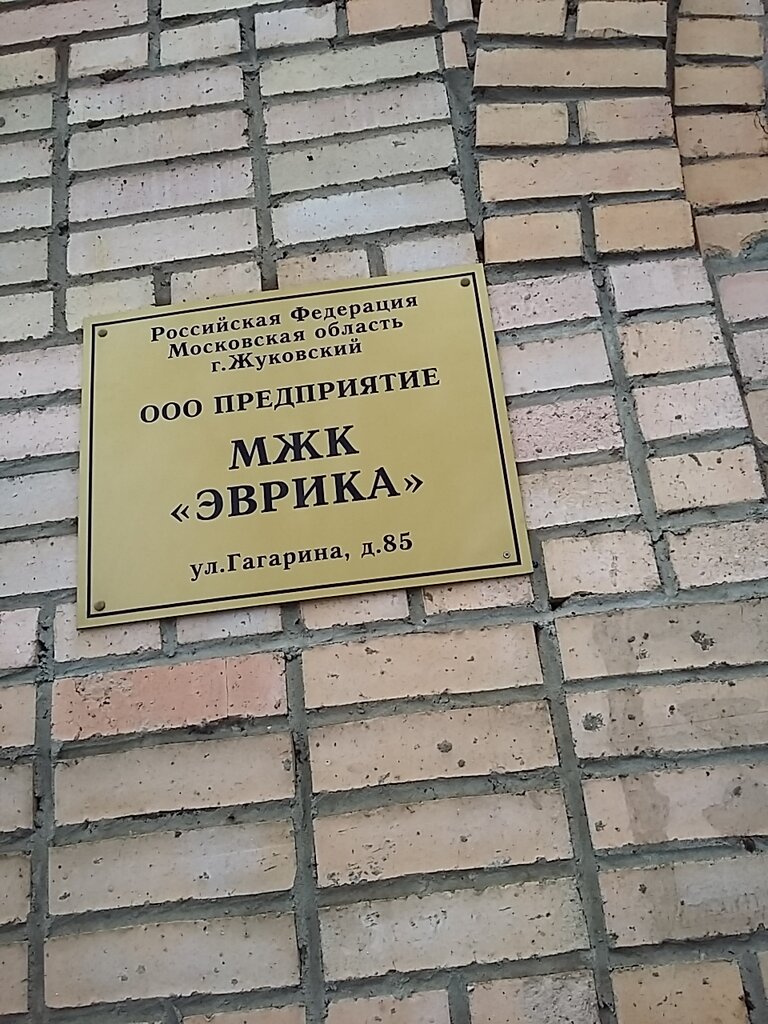 Российская Федерация
Московская область
г.Жуковский
ООО ПРЕДПРИЯТИЕ
МЖК
«ЭВРИКА»
ул.Гагарина, д.85